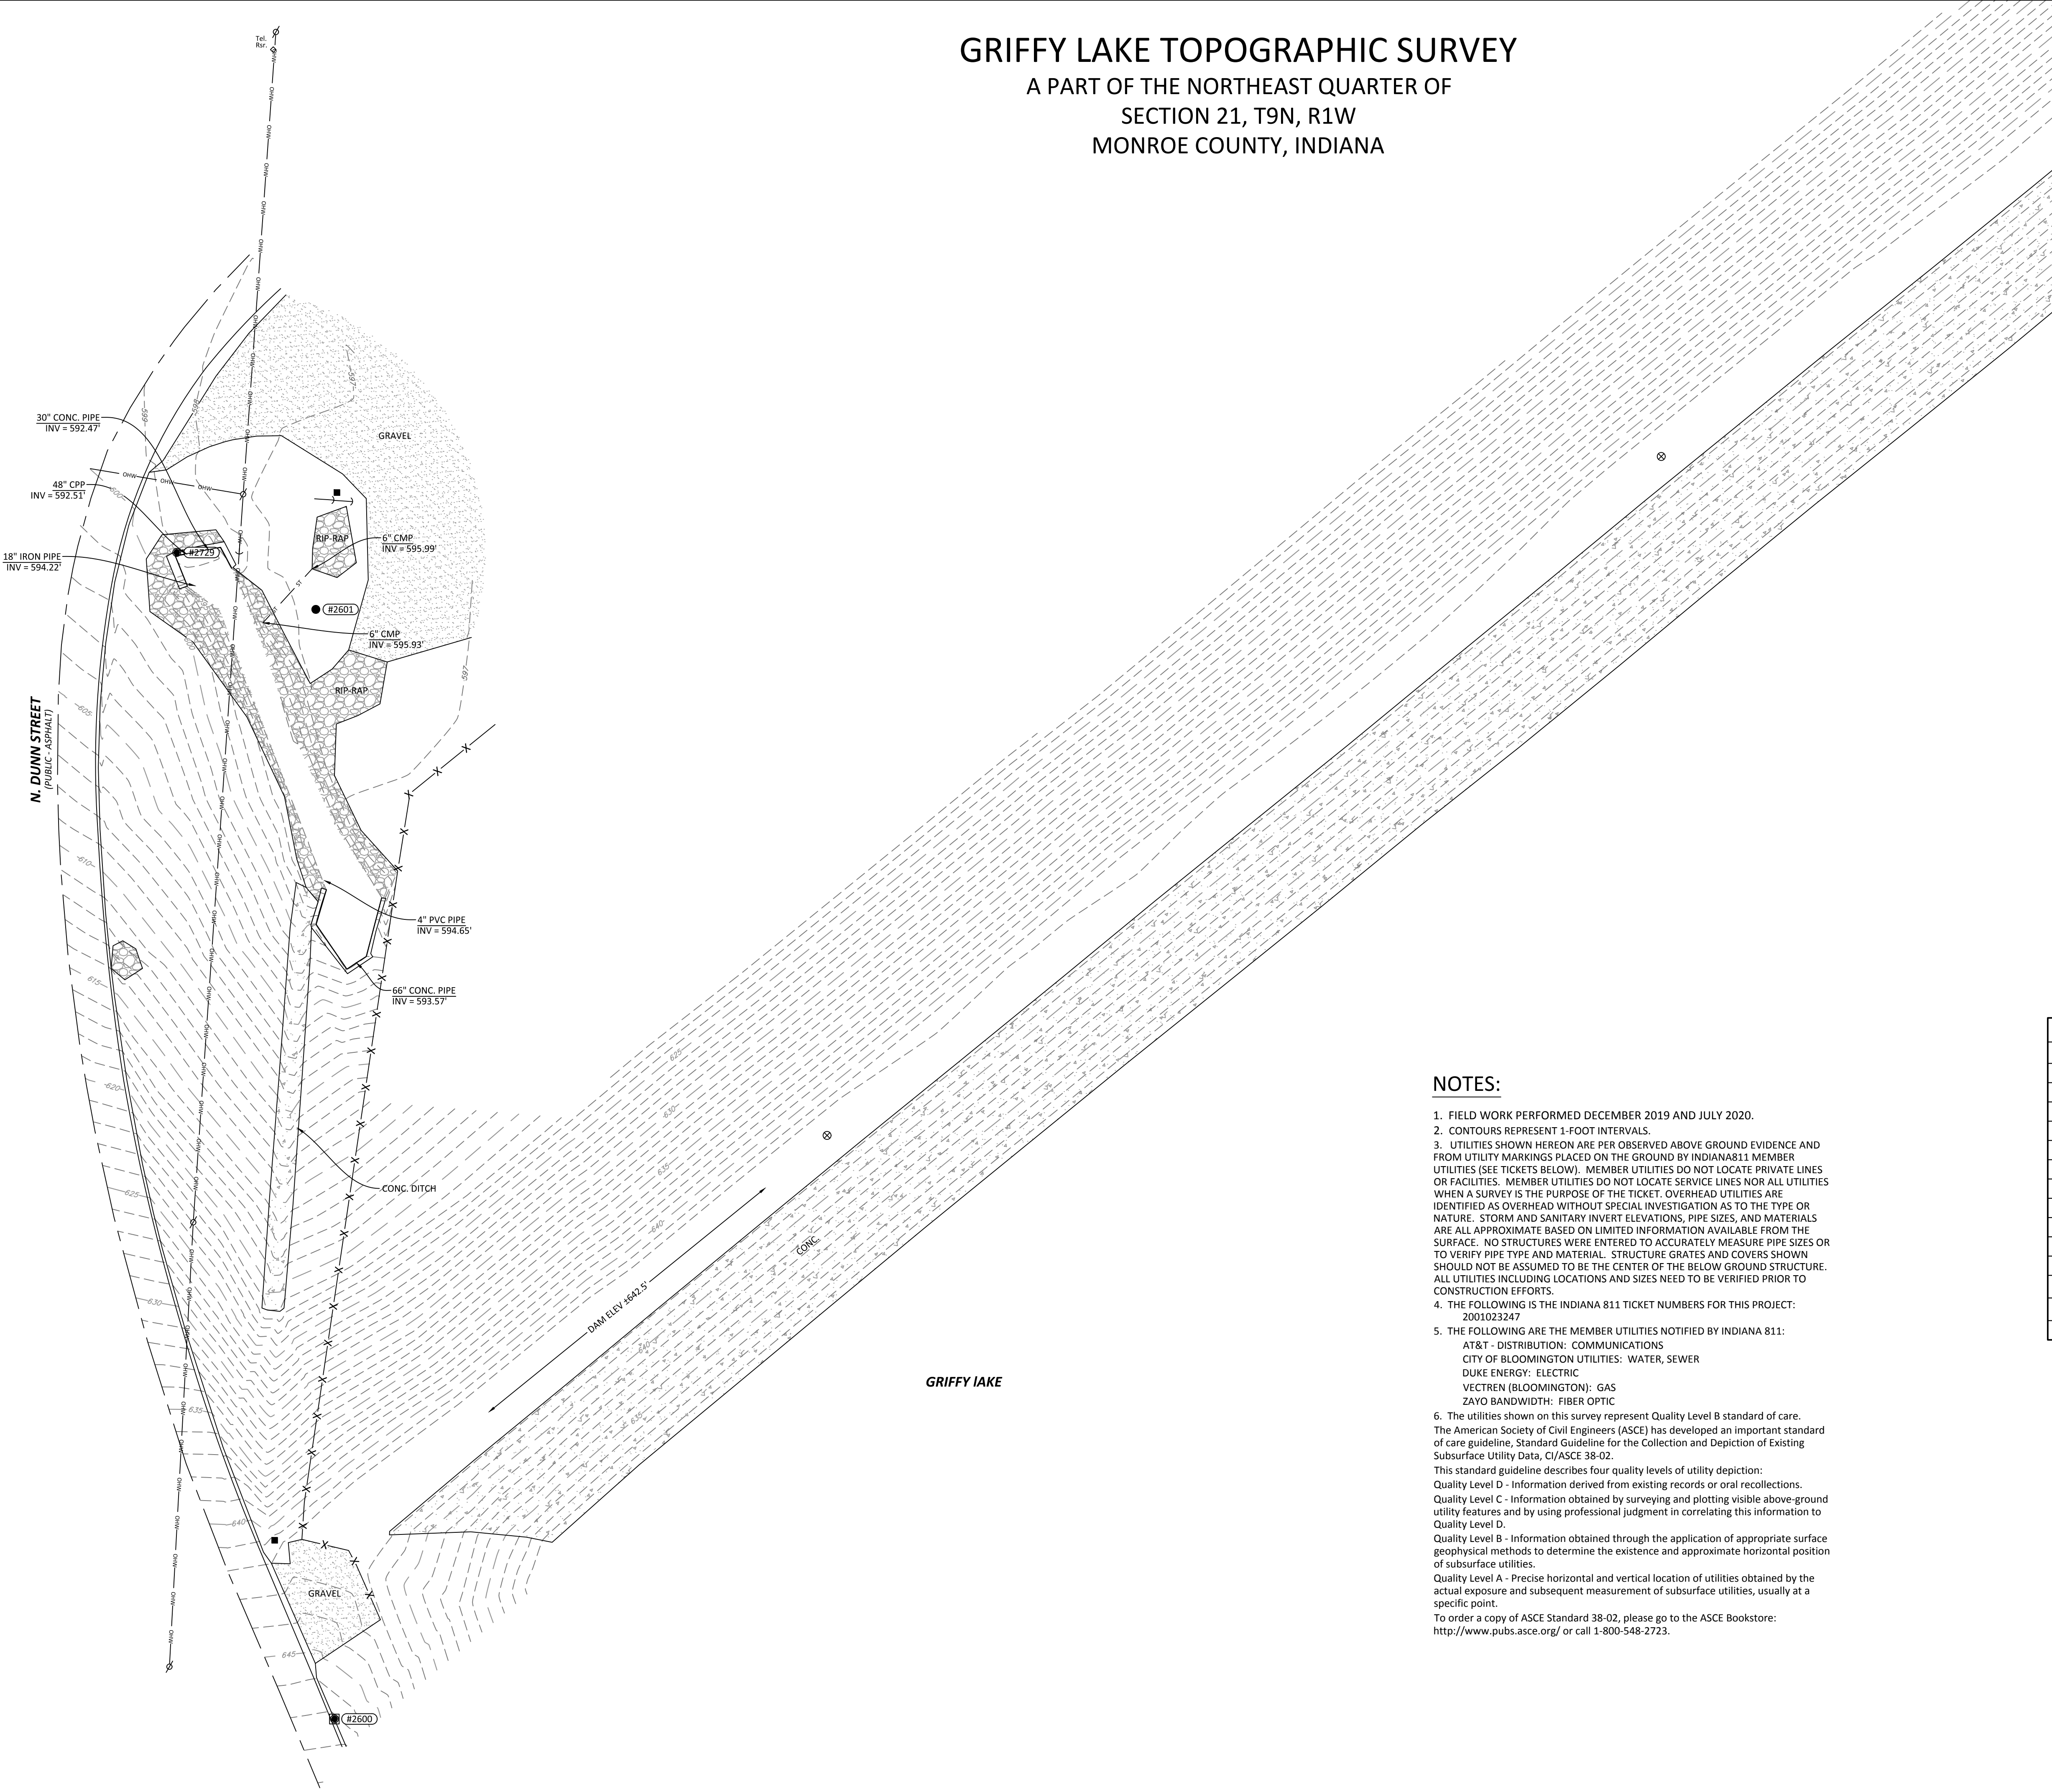 GRIFFY LAKE TOPOGRAPHIC SURVEY
A PART OF THE NORTHEAST QUARTER OF
SECTION 21, T9N, R1W
MONROE COUNTY, INDIANA
Tel.
Rsr.
30" CONC. PIPE
INV = 592.47'
48" CPP
INV = 592.51'
18" IRON PIPE
INV = 594.22'
#2729
GRAVEL
RIP-RAP
6" CMP
INV = 595.99'
#2601
6" CMP
INV = 595.93'
RIP-RAP
N. DUNN STREET
(PUBLIC - ASPHALT)
4" PVC PIPE
INV = 594.65'
66" CONC. PIPE
INV = 593.57'
CONC. DITCH
DAM ELEV ±642.5'
CONC.
GRIFFY lAKE
GRAVEL
#2600
OHW
ST
599
598
597
600
597
605
610
615
620
625
630
635
640
645
625
630
635
640
640
635
NOTES:
1. FIELD WORK PERFORMED DECEMBER 2019 AND JULY 2020.
2. CONTOURS REPRESENT 1-FOOT INTERVALS.
3. UTILITIES SHOWN HEREON ARE PER OBSERVED ABOVE GROUND EVIDENCE AND
FROM UTILITY MARKINGS PLACED ON THE GROUND BY INDIANA811 MEMBER
UTILITIES (SEE TICKETS BELOW). MEMBER UTILITIES DO NOT LOCATE PRIVATE LINES
OR FACILITIES. MEMBER UTILITIES DO NOT LOCATE SERVICE LINES NOR ALL UTILITIES
WHEN A SURVEY IS THE PURPOSE OF THE TICKET. OVERHEAD UTILITIES ARE
IDENTIFIED AS OVERHEAD WITHOUT SPECIAL INVESTIGATION AS TO THE TYPE OR
NATURE. STORM AND SANITARY INVERT ELEVATIONS, PIPE SIZES, AND MATERIALS
ARE ALL APPROXIMATE BASED ON LIMITED INFORMATION AVAILABLE FROM THE
SURFACE. NO STRUCTURES WERE ENTERED TO ACCURATELY MEASURE PIPE SIZES OR
TO VERIFY PIPE TYPE AND MATERIAL. STRUCTURE GRATES AND COVERS SHOWN
SHOULD NOT BE ASSUMED TO BE THE CENTER OF THE BELOW GROUND STRUCTURE.
ALL UTILITIES INCLUDING LOCATIONS AND SIZES NEED TO BE VERIFIED PRIOR TO
CONSTRUCTION EFFORTS.
4. THE FOLLOWING IS THE INDIANA 811 TICKET NUMBERS FOR THIS PROJECT:
2001023247
5. THE FOLLOWING ARE THE MEMBER UTILITIES NOTIFIED BY INDIANA 811:
AT&T - DISTRIBUTION: COMMUNICATIONS
CITY OF BLOOMINGTON UTILITIES: WATER, SEWER
DUKE ENERGY: ELECTRIC
VECTREN (BLOOMINGTON): GAS
ZAYO BANDWIDTH: FIBER OPTIC
6. The utilities shown on this survey represent Quality Level B standard of care.
The American Society of Civil Engineers (ASCE) has developed an important standard
of care guideline, Standard Guideline for the Collection and Depiction of Existing
Subsurface Utility Data, CI/ASCE 38-02.
This standard guideline describes four quality levels of utility depiction:
Quality Level D - Information derived from existing records or oral recollections.
Quality Level C - Information obtained by surveying and plotting visible above-ground
utility features and by using professional judgment in correlating this information to
Quality Level D.
Quality Level B - Information obtained through the application of appropriate surface
geophysical methods to determine the existence and approximate horizontal position
of subsurface utilities.
Quality Level A - Precise horizontal and vertical location of utilities obtained by the
actual exposure and subsequent measurement of subsurface utilities, usually at a
specific point.
To order a copy of ASCE Standard 38-02, please go to the ASCE Bookstore:
http://www.pubs.asce.org/ or call 1-800-548-2723.